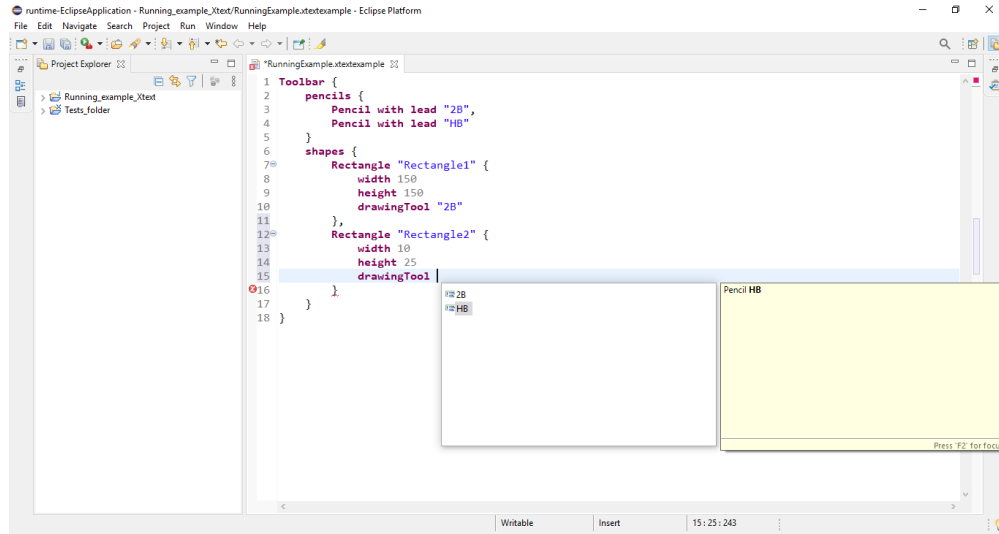 runtime-EclipseApplication - Running_example_Xtext/RunningExample.xtextexample - Eclipse Platform
File Edit Navigate Search Project Run Window Help
Project Explorer
*RunningExample.xtextexample
Running_example_Xtext
Tests_folder
1 Toolbar {
2 pencils {
3 Pencil with lead "2B",
4 Pencil with lead "HB"
5 }
6 shapes {
7 Rectangle "Rectangle1" {
8 width 150
9 height 150
10 drawingTool "2B"
11 },
12 Rectangle "Rectangle2" {
13 width 10
14 height 25
15 drawingTool
16 }
17 }
18 }
2B
HB
Pencil HB
Press 'F2' for focu
Writable Insert 15 : 25 : 243